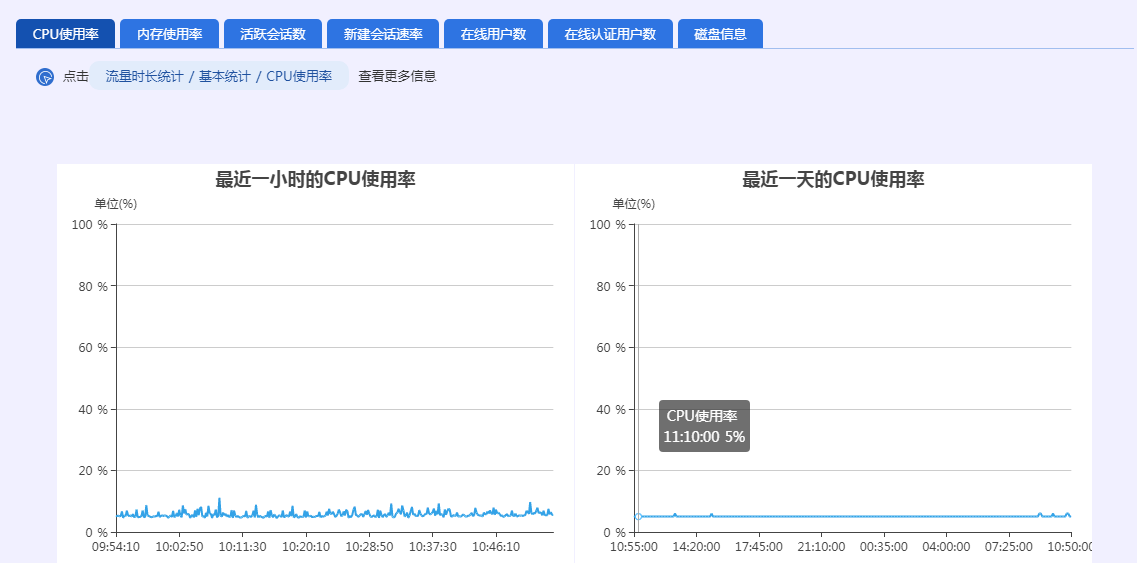 CPU使用率 内存使用率 活跃会话数 新建会话速率 在线用户数 在线认证用户数 磁盘信息
点击 流量时长统计 / 基本统计 / CPU使用率 查看更多信息
最近一小时的CPU使用率
单位(%)
100 %
80 %
60 %
40 %
20 %
0 %
09:54:10 10:02:50 10:11:30 10:20:10 10:28:50 10:37:30 10:46:10
最近一天的CPU使用率
单位(%)
100 %
80 %
60 %
40 %
20 %
0 %
CPU使用率
11:10:00 5%
10:55:00 14:20:00 17:45:00 21:10:00 00:35:00 04:00:00 07:25:00 10:50:00